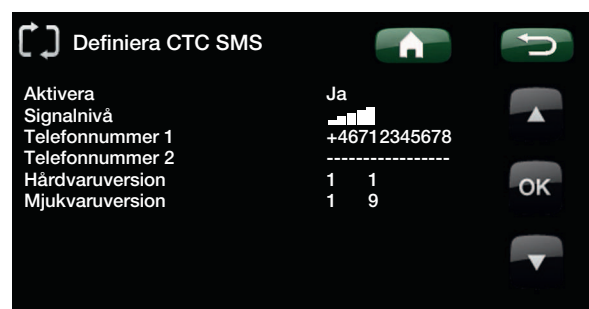 Definiera CTC SMS
Aktivera Ja
Signalnivå
Telefonnummer 1 +46712345678
Telefonnummer 2 -----------------
Hårdvaruversion 1 1
Mjukvaruversion 1 9
OK